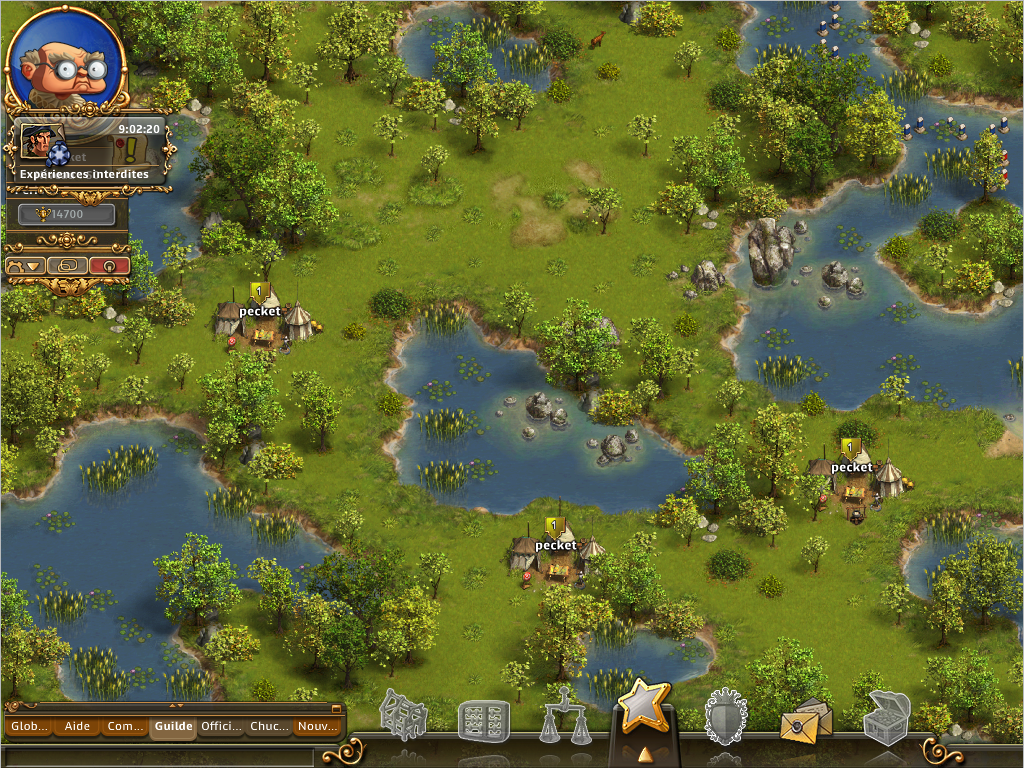 9:02:20
Expériences interdites
14700
1
pecket
1
pecket
1
pecket
Glob... Aide Com... Guilde Offici... Chuc... Nouv...